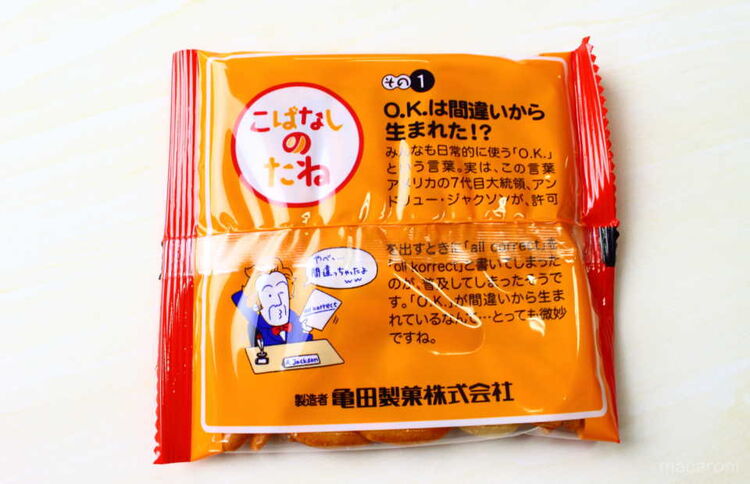 こばなし
の
たね
その1
O.K.は間違いから
生まれた!?
みんなも日常的に使う「O.K.」
という言葉。実は、この言葉
アメリカの7代目大統領、アン
ドリュー・ジャクソンが、許可
を出すときに「all correct」を
「oll korrect」と書いてしまった
のが、普及してしまったそうで
す。「O.K.」が間違いから生ま
れているなんて…とっても微妙
ですね。
やべっ…
間違っちゃったよ
ww
oll korrect
A.Jackson
製造者 亀田製菓株式会社
macaroni